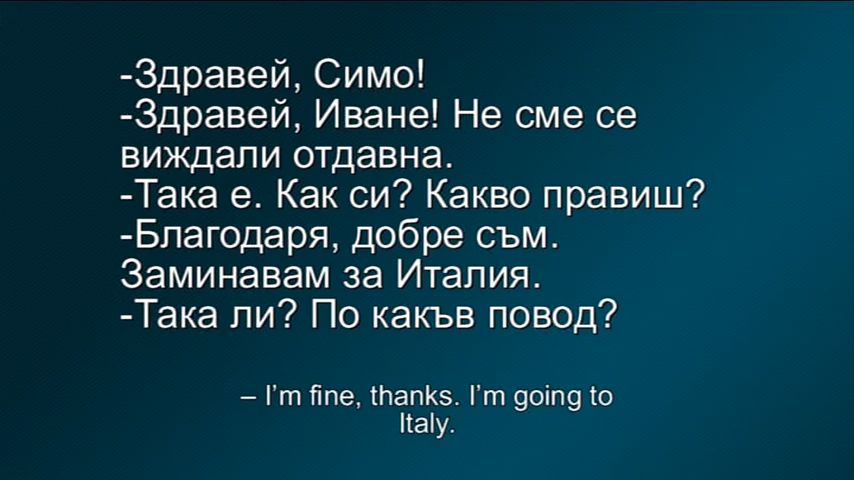 -Здравей, Симо!
-Здравей, Иване! Не сме се
виждали отдавна.
-Така е. Как си? Какво правиш?
-Благодаря, добре съм.
Заминавам за Италия.
-Така ли? По какъв повод?
– I'm fine, thanks. I'm going to
Italy.